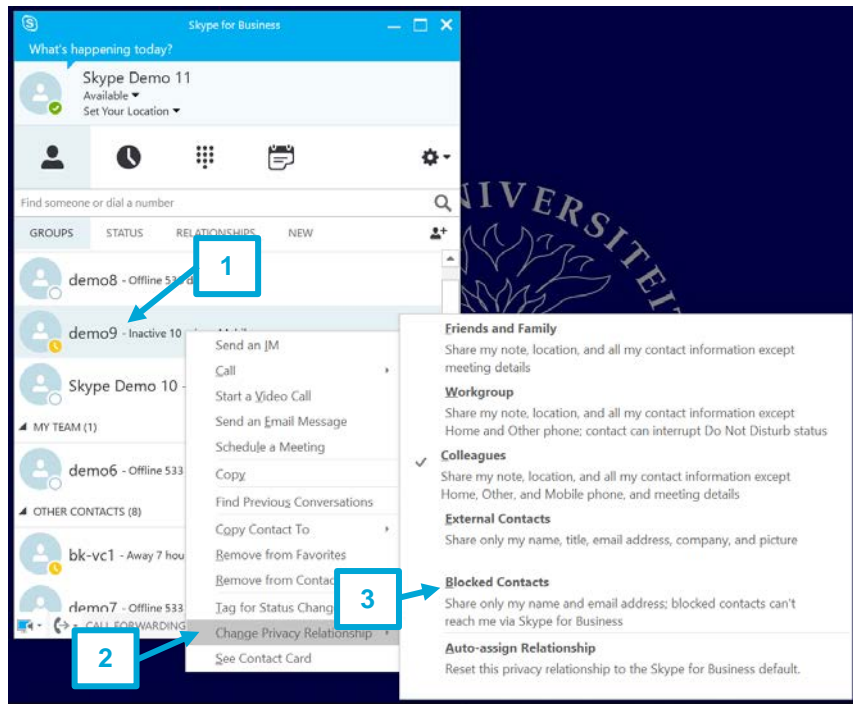 Skype for Business
What's happening today?
Skype Demo 11
Available
Set Your Location
Find someone or dial a number
GROUPS STATUS RELATIONSHIPS NEW
1
demo8 - Offline 53 d
demo9 - Inactive 10
Skype Demo 10 -
MY TEAM (1)
demo6 - Offline 533
OTHER CONTACTS (8)
bk-vc1 - Away 7 hou
demo7 - Offline 533
CALL FORWARDING
Send an IM
Call
Start a Video Call
Send an Email Message
Schedule a Meeting
Copy
Find Previous Conversations
Copy Contact To
Remove from Favorites
Remove from Contac
Tag for Status Chang
Change Privacy Relationship
See Contact Card
2
3
Friends and Family
Share my note, location, and all my contact information except
meeting details
Workgroup
Share my note, location, and all my contact information except
Home and Other phone; contact can interrupt Do Not Disturb status
Colleagues
Share my note, location, and all my contact information except
Home, Other, and Mobile phone, and meeting details
External Contacts
Share only my name, title, email address, company, and picture
Blocked Contacts
Share only my name and email address; blocked contacts can't
reach me via Skype for Business
Auto-assign Relationship
Reset this privacy relationship to the Skype for Business default.
IVERSITEIT